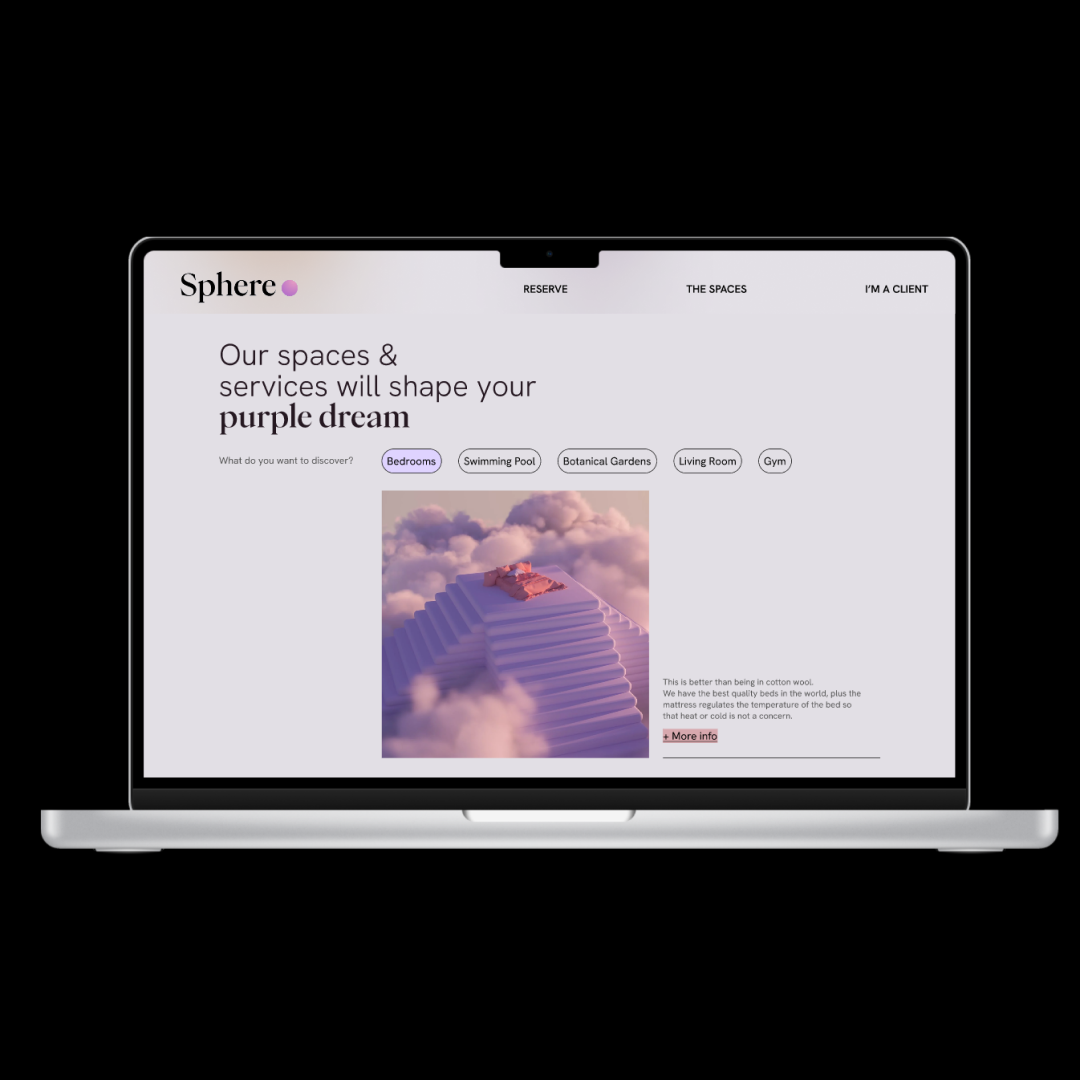 Sphere
RESERVE
THE SPACES
I'M A CLIENT
Our spaces &
services will shape your
purple dream
What do you want to discover?
Bedrooms
Swimming Pool
Botanical Gardens
Living Room
Gym
This is better than being in cotton wool.
We have the best quality beds in the world, plus the
mattress regulates the temperature of the bed so
that heat or cold is not a concern.
+ More info